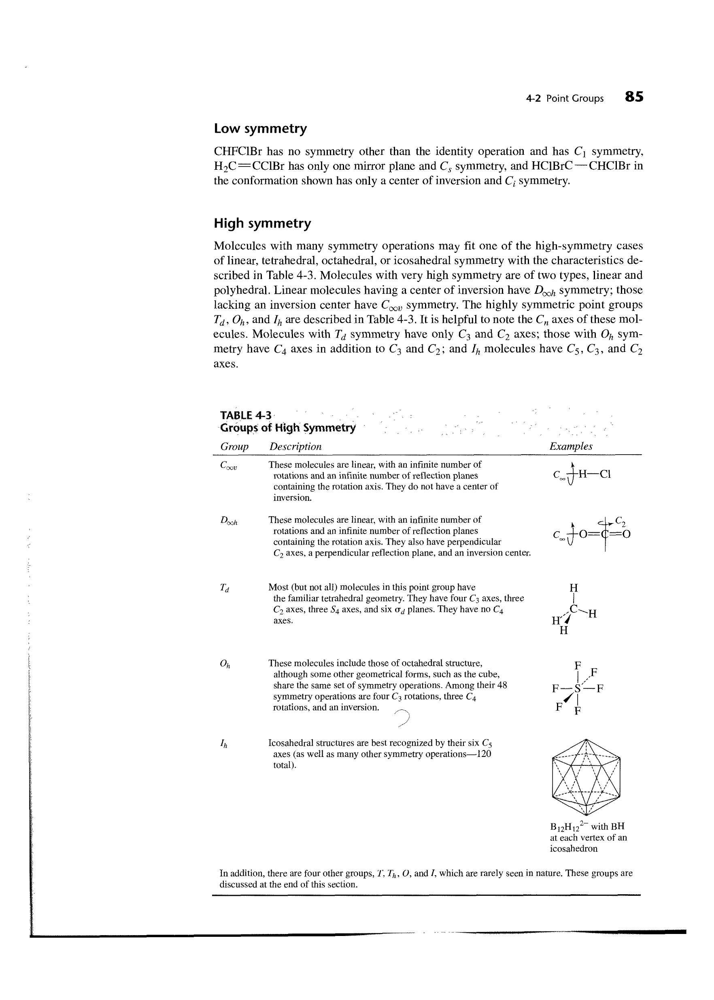 4-2 Point Groups 85
Low symmetry
CHFClBr has no symmetry other than the identity operation and has C₁ symmetry,
H₂C=CClBr has only one mirror plane and Cₛ symmetry, and HClBrC—CHClBr in
the conformation shown has only a center of inversion and Cᵢ symmetry.
High symmetry
Molecules with many symmetry operations may fit one of the high-symmetry cases
of linear, tetrahedral, octahedral, or icosahedral symmetry with the characteristics de-
scribed in Table 4-3. Molecules with very high symmetry are of two types, linear and
polyhedral. Linear molecules having a center of inversion have D∞h symmetry; those
lacking an inversion center have C∞v symmetry. The highly symmetric point groups
Td, Oh, and Ih are described in Table 4-3. It is helpful to note the Cn axes of these mol-
ecules. Molecules with Td symmetry have only C₃ and C₂ axes; those with Oh sym-
metry have C₄ axes in addition to C₃ and C₂; and Ih molecules have C₅, C₃, and C₂
axes.
TABLE 4-3
Groups of High Symmetry
Group Description Examples
C∞v These molecules are linear, with an infinite number of
rotations and an infinite number of reflection planes
containing the rotation axis. They do not have a center of
inversion.
C∞ H—Cl
D∞h These molecules are linear, with an infinite number of
rotations and an infinite number of reflection planes
containing the rotation axis. They also have perpendicular
C₂ axes, a perpendicular reflection plane, and an inversion center.
C₂
C∞ O=C=O
Td Most (but not all) molecules in this point group have
the familiar tetrahedral geometry. They have four C₃ axes, three
C₂ axes, three S₄ axes, and six σd planes. They have no C₄
axes.
H
C H
H
H
Oh These molecules include those of octahedral structure,
although some other geometrical forms, such as the cube,
share the same set of symmetry operations. Among their 48
symmetry operations are four C₃ rotations, three C₄
rotations, and an inversion.
F
F
F—S—F
F F
Ih Icosahedral structures are best recognized by their six C₅
axes (as well as many other symmetry operations—120
total).
B₁₂H₁₂²⁻ with BH
at each vertex of an
icosahedron
In addition, there are four other groups, T, Th, O, and I, which are rarely seen in nature. These groups are
discussed at the end of this section.